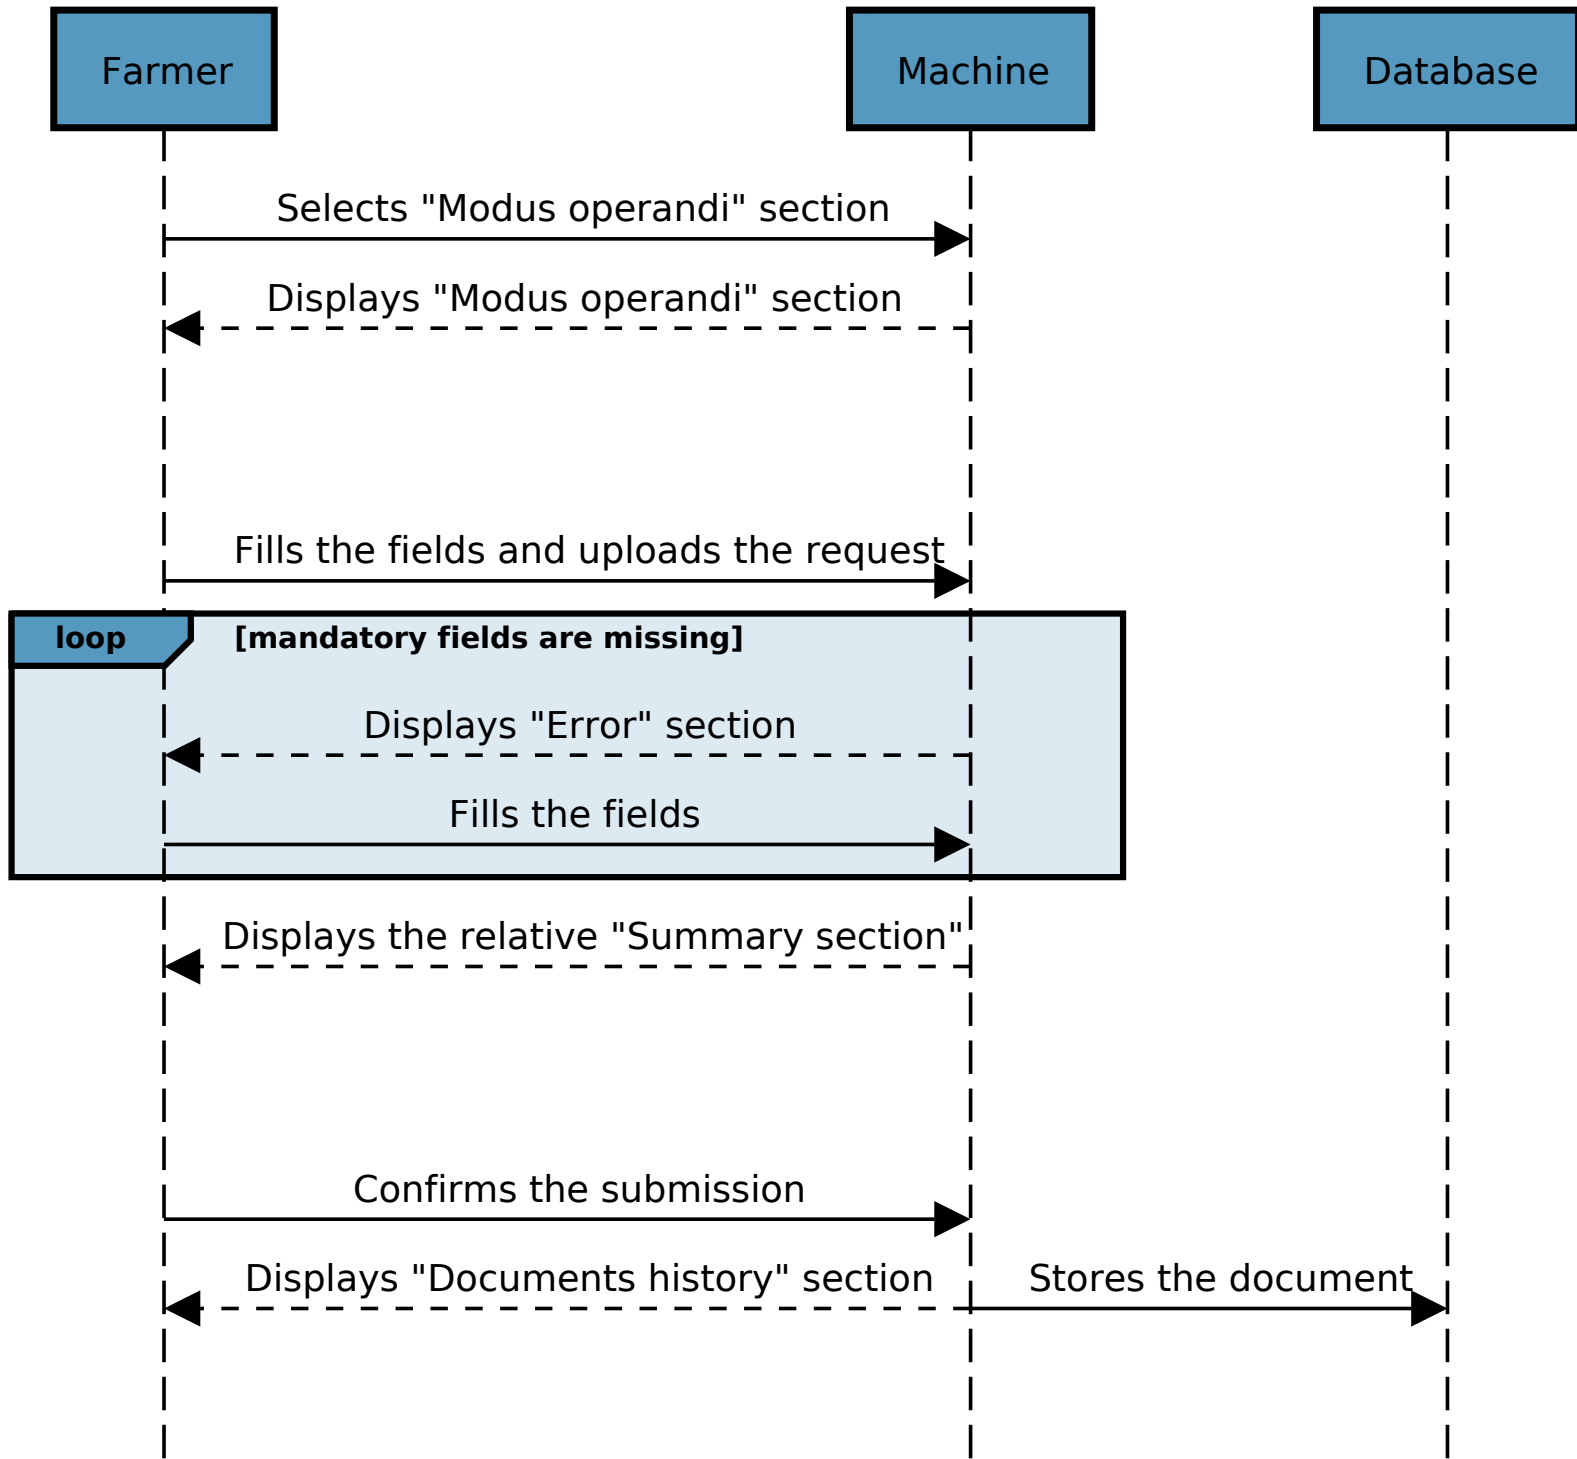 Farmer
Machine
Database
Selects "Modus operandi" section
Displays "Modus operandi" section
Fills the fields and uploads the request
loop
[mandatory fields are missing]
Displays "Error" section
Fills the fields
Displays the relative "Summary section"
Confirms the submission
Displays "Documents history" section
Stores the document